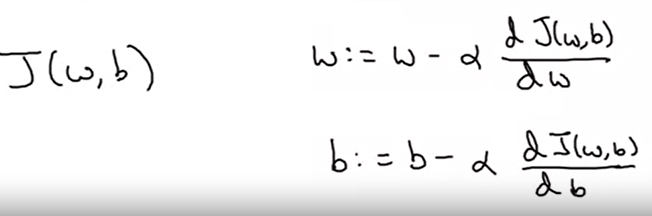 J(w,b)
w := w - α dJ(w,b)/dw
b := b - α dJ(w,b)/db